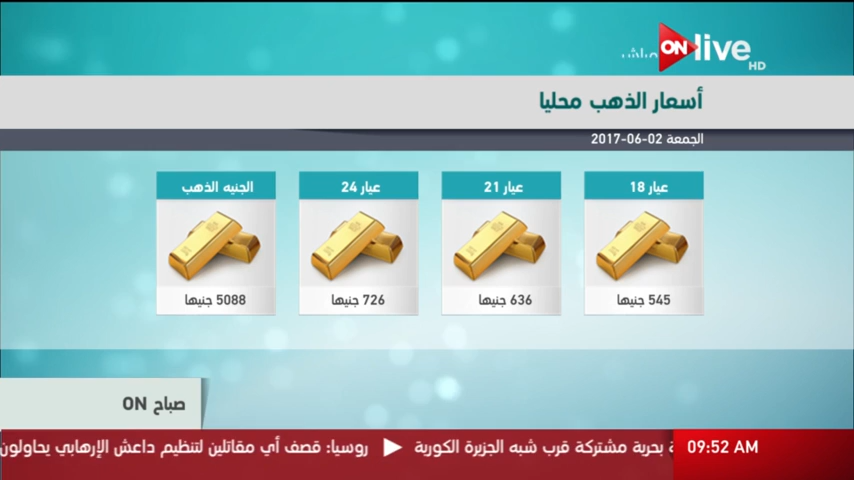 مباشر ON live
HD
أسعار الذهب محليا
الجمعة 02-06-2017
عيار 18
545 جنيها
عيار 21
636 جنيها
عيار 24
726 جنيها
الجنيه الذهب
5088 جنيها
صباح ON
09:52 AM
بحرية مشتركة قرب شبه الجزيرة الكورية
روسيا: قصف أي مقاتلين لتنظيم داعش الإرهابي يحاولون